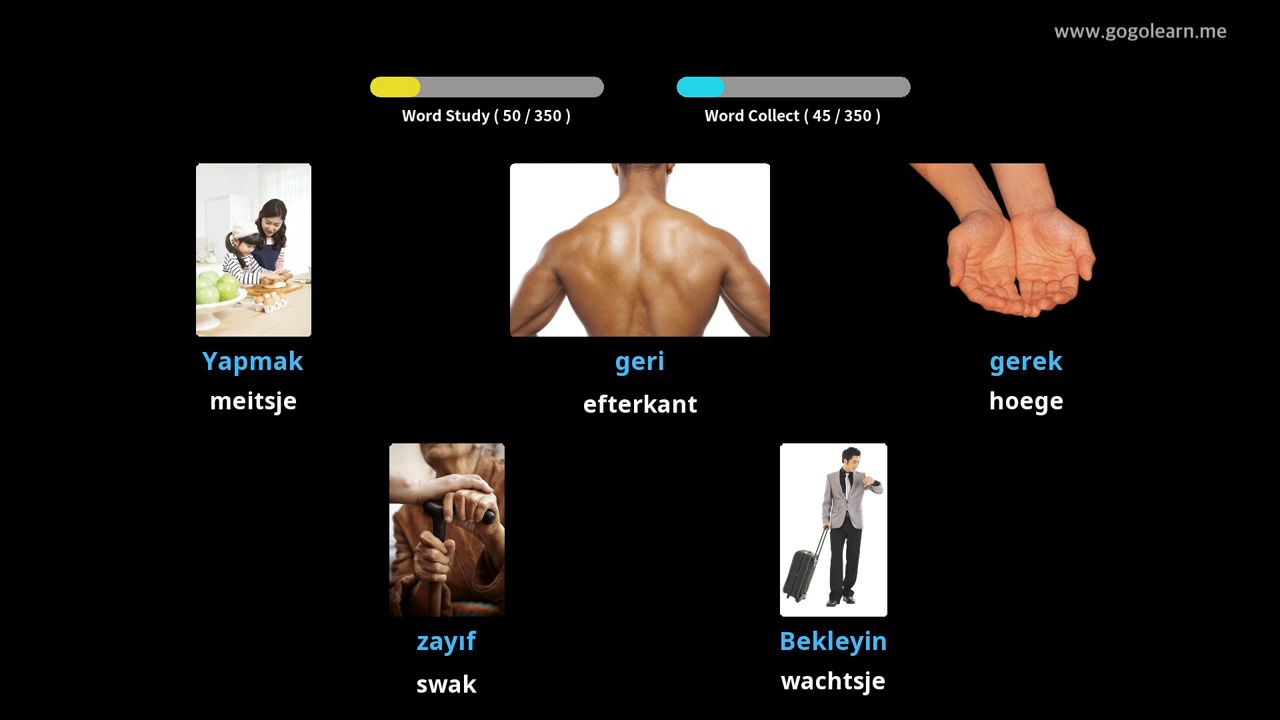 www.gogolearn.me
Word Study ( 50 / 350 )
Word Collect ( 45 / 350 )
Yapmak
meitsje
geri
efterkant
gerek
hoege
zayıf
swak
Bekleyin
wachtsje